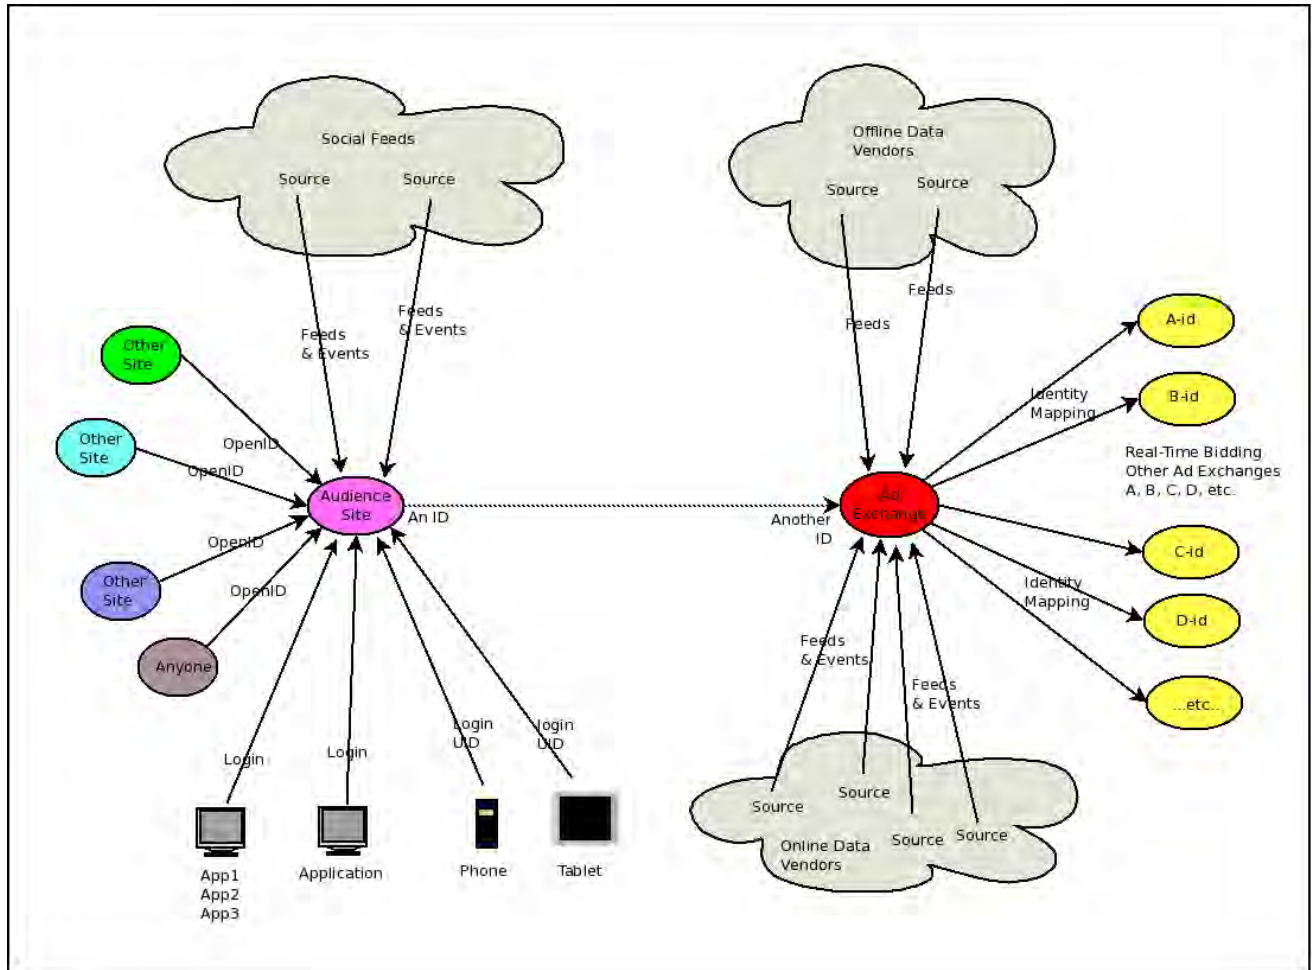 Social Feeds
Source
Source
Offline Data
Vendors
Source
Source
Feeds
& Events
Feeds
& Events
Feeds
Feeds
Other
Site
Other
Site
Other
Site
Anyone
OpenID
OpenID
OpenID
OpenID
Audience
Site
An ID
Another
ID
Ad
Exchange
Identity
Mapping
Identity
Mapping
A-id
B-id
Real-Time Bidding
Other Ad Exchanges
A, B, C, D, etc.
C-id
D-id
...etc..
Login
Login
Login
UID
login
UID
App1
App2
App3
Application
Phone
Tablet
Feeds
& Events
Feeds
& Events
Source
Source
Source
Source
Online Data
Vendors